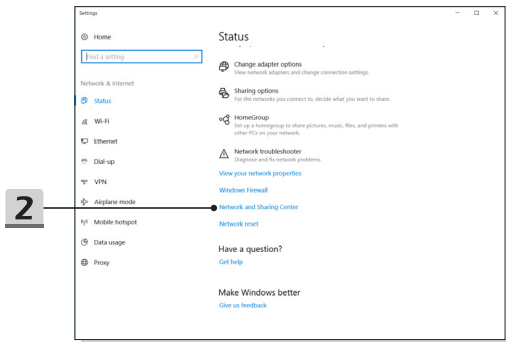 Settings
Home
Find a setting
Network & Internet
Status
Wi-Fi
Ethernet
Dial-up
VPN
Airplane mode
Mobile hotspot
Data usage
Proxy
2
Status
Change adapter options
View network adapters and change connection settings.
Sharing options
For the networks you connect to, decide what you want to share.
HomeGroup
Set up a homegroup to share pictures, music, files, and printers with
other PCs on your network.
Network troubleshooter
Diagnose and fix network problems.
View your network properties
Windows Firewall
Network and Sharing Center
Network reset
Have a question?
Get help
Make Windows better
Give us feedback